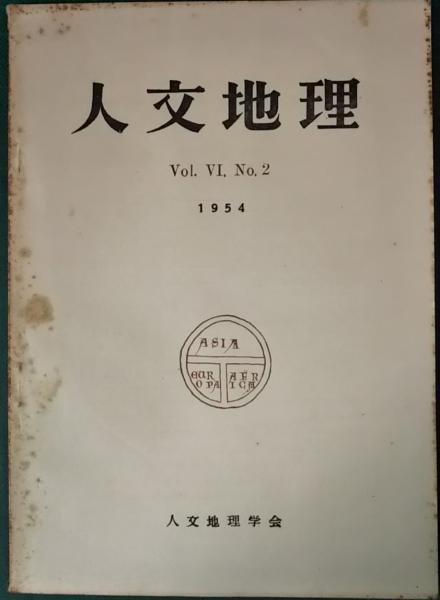 人文地理
Vol. VI, No. 2
1954
ASIA
EUR
OPA
AFR
ICA
人文地理学会